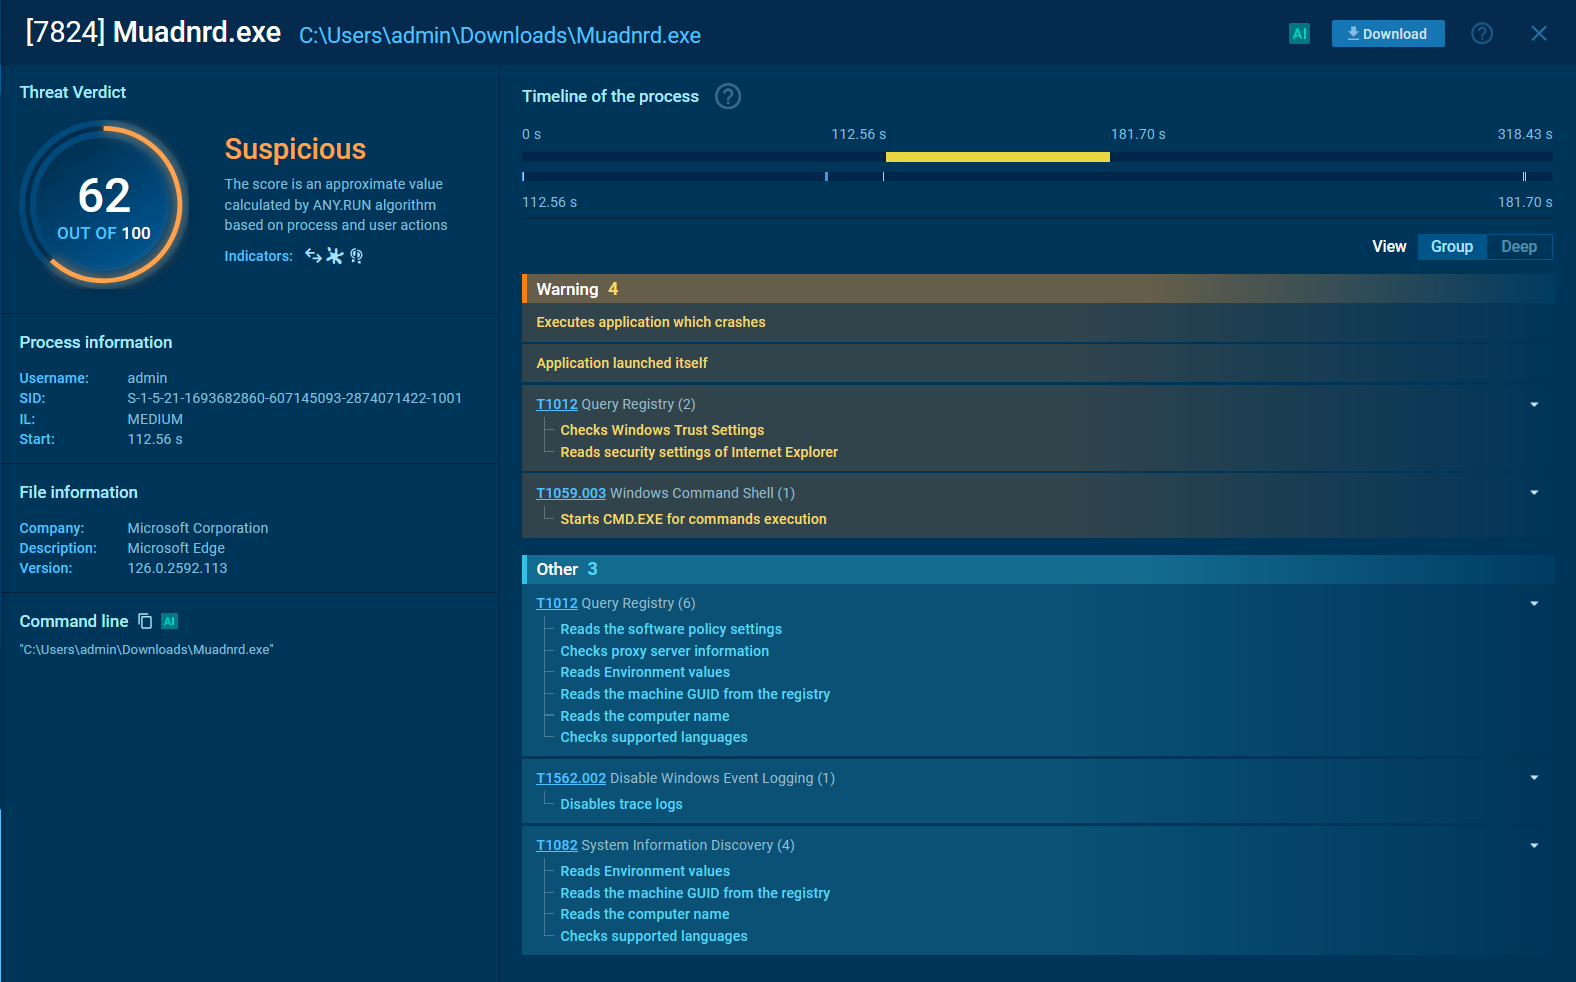 [7824] Muadnrd.exe C:\Users\admin\Downloads\Muadnrd.exe
AI
Download
?
Threat Verdict
62
OUT OF 100
Suspicious
The score is an approximate value
calculated by ANY.RUN algorithm
based on process and user actions
Indicators:
Process information
Username: admin
SID: S-1-5-21-1693682860-607145093-2874071422-1001
IL: MEDIUM
Start: 112.56 s
File information
Company: Microsoft Corporation
Description: Microsoft Edge
Version: 126.0.2592.113
Command line AI
"C:\Users\admin\Downloads\Muadnrd.exe"
Timeline of the process ?
0 s 112.56 s 181.70 s 318.43 s
112.56 s 181.70 s
View Group Deep
Warning 4
Executes application which crashes
Application launched itself
T1012 Query Registry (2)
Checks Windows Trust Settings
Reads security settings of Internet Explorer
T1059.003 Windows Command Shell (1)
Starts CMD.EXE for commands execution
Other 3
T1012 Query Registry (6)
Reads the software policy settings
Checks proxy server information
Reads Environment values
Reads the machine GUID from the registry
Reads the computer name
Checks supported languages
T1562.002 Disable Windows Event Logging (1)
Disables trace logs
T1082 System Information Discovery (4)
Reads Environment values
Reads the machine GUID from the registry
Reads the computer name
Checks supported languages